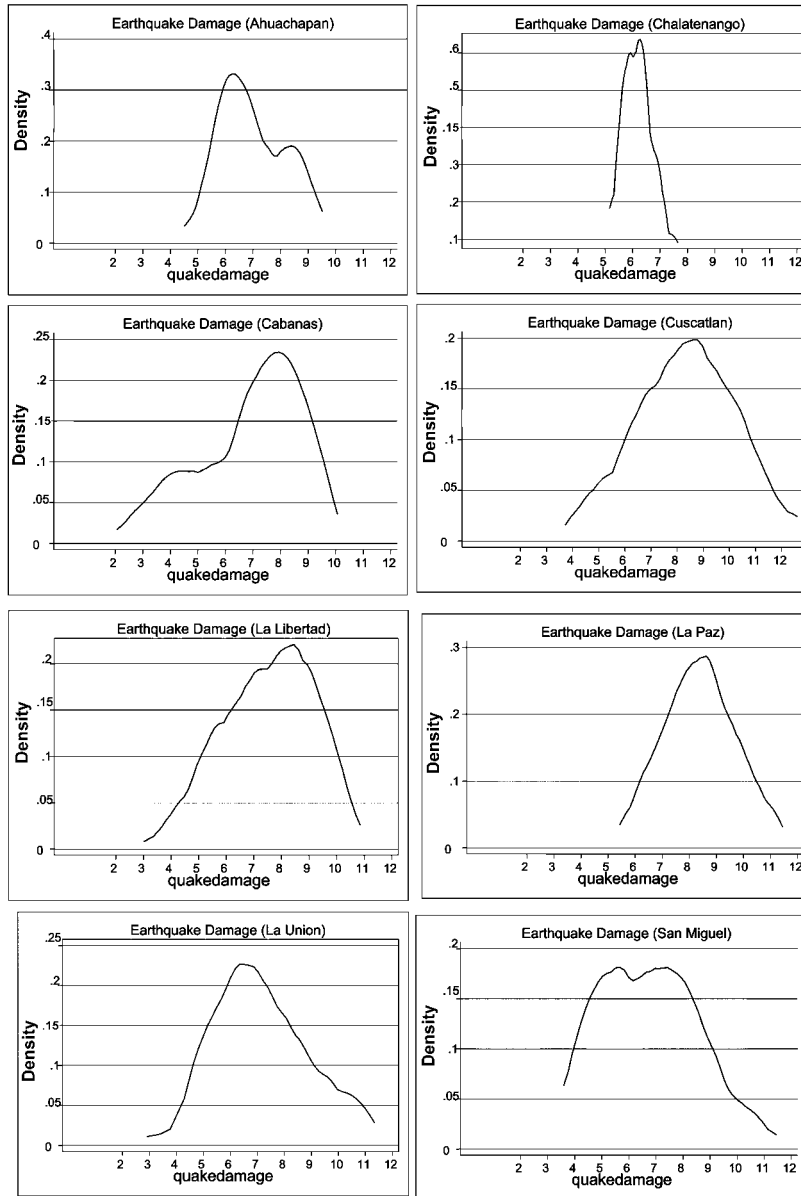 Earthquake Damage (Ahuachapan)
Density
.4
.3
.2
.1
0
2 3 4 5 6 7 8 9 10 11 12
quakedamage
Earthquake Damage (Chalatenango)
Density
.6
.5
.15
.3
.2
.1
2 3 4 5 6 7 8 9 10 11 12
quakedamage
Earthquake Damage (Cabanas)
Density
0.25
.2
.15
.1
.05
0
2 3 4 5 6 7 8 9 10 11 12
quakedamage
Earthquake Damage (Cuscatlan)
Density
.2
.15
.1
.05
0
2 3 4 5 6 7 8 9 10 11 12
quakedamage
Earthquake Damage (La Libertad)
Density
.2
.15
.1
.05
0
2 3 4 5 6 7 8 9 10 11 12
quakedamage
Earthquake Damage (La Paz)
Density
.3
.2
.1
0
2 3 4 5 6 7 8 9 10 11 12
quakedamage
Earthquake Damage (La Union)
Density
.25
.2
.15
.1
.05
0
2 3 4 5 6 7 8 9 10 11 12
quakedamage
Earthquake Damage (San Miguel)
Density
.2
.15
.1
.05
0
2 3 4 5 6 7 8 9 10 11 12
quakedamage